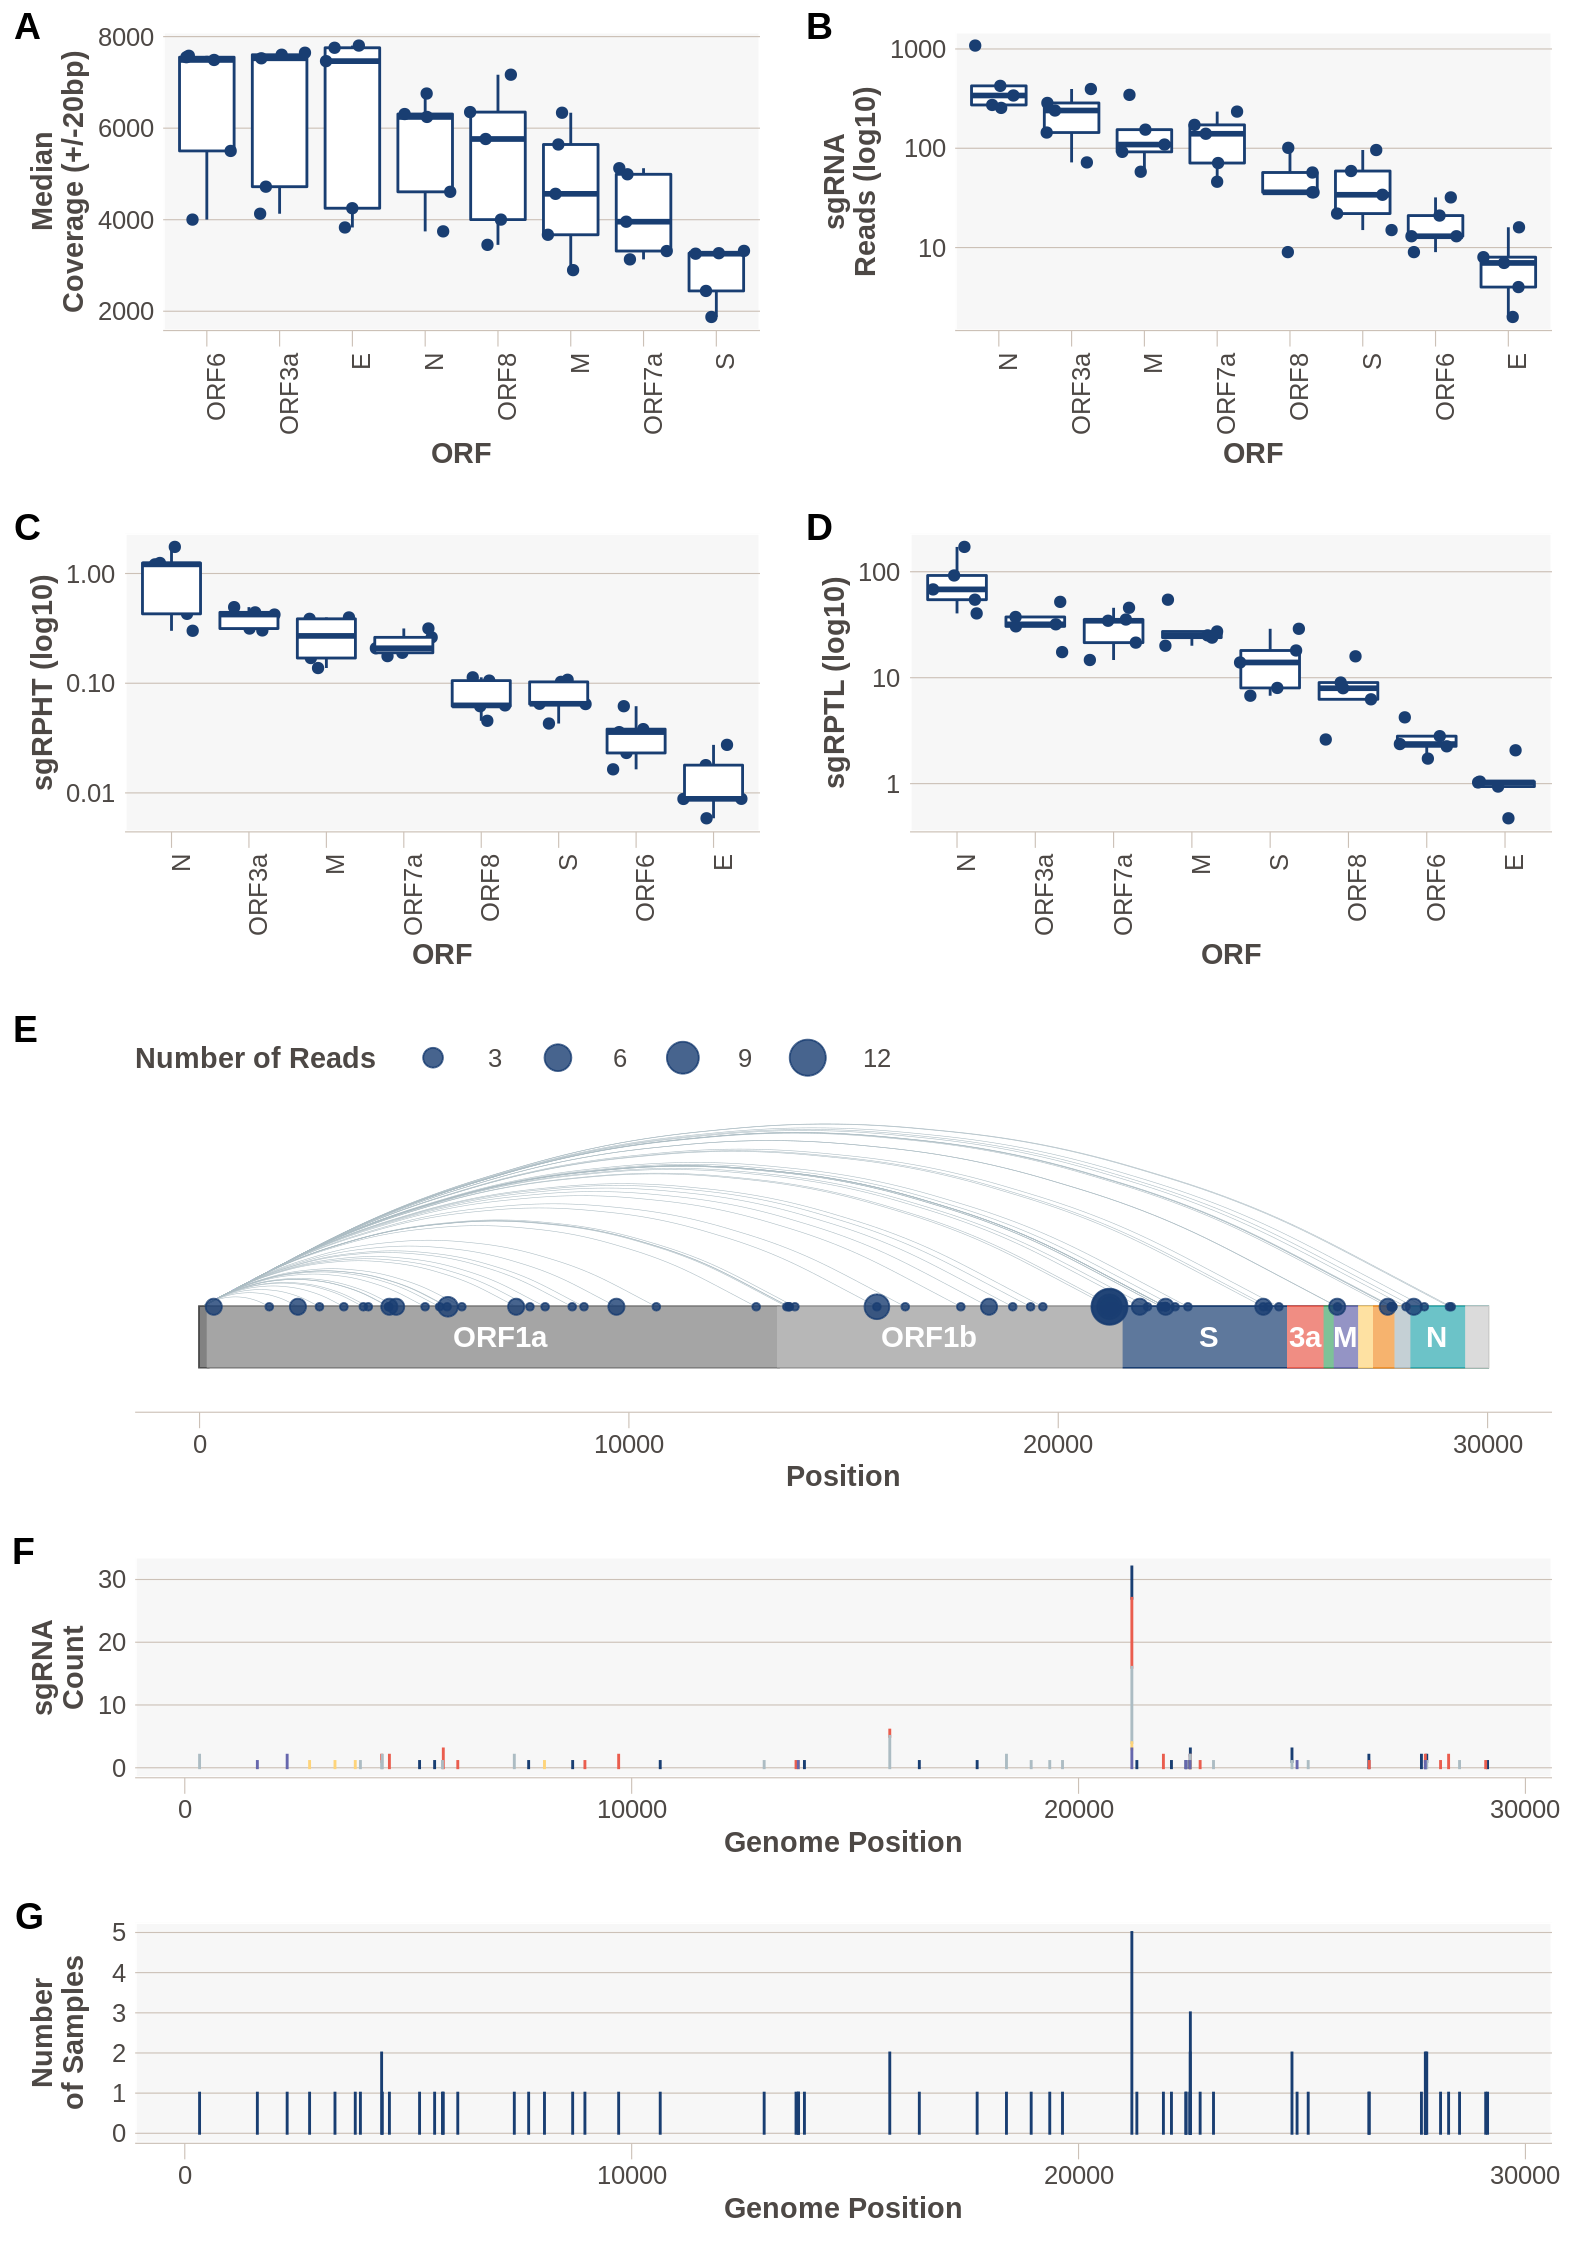 A
8000
6000
4000
2000
Median
Coverage (+/-20bp)
ORF6
ORF3a
E
N
ORF8
M
ORF7a
S
ORF
B
1000
100
10
sgRNA
Reads (log10)
N
ORF3a
M
ORF7a
ORF8
S
ORF6
E
ORF
C
1.00
0.10
0.01
sgRPHT (log10)
N
ORF3a
M
ORF7a
ORF8
S
ORF6
E
ORF
D
100
10
1
sgRPTL (log10)
N
ORF3a
ORF7a
M
S
ORF8
ORF6
E
ORF
E
Number of Reads 3 6 9 12
ORF1a ORF1b S 3a M N
0 10000 20000 30000
Position
F
30
20
10
0
sgRNA
Count
0 10000 20000 30000
Genome Position
G
5
4
3
2
1
0
Number
of Samples
0 10000 20000 30000
Genome Position